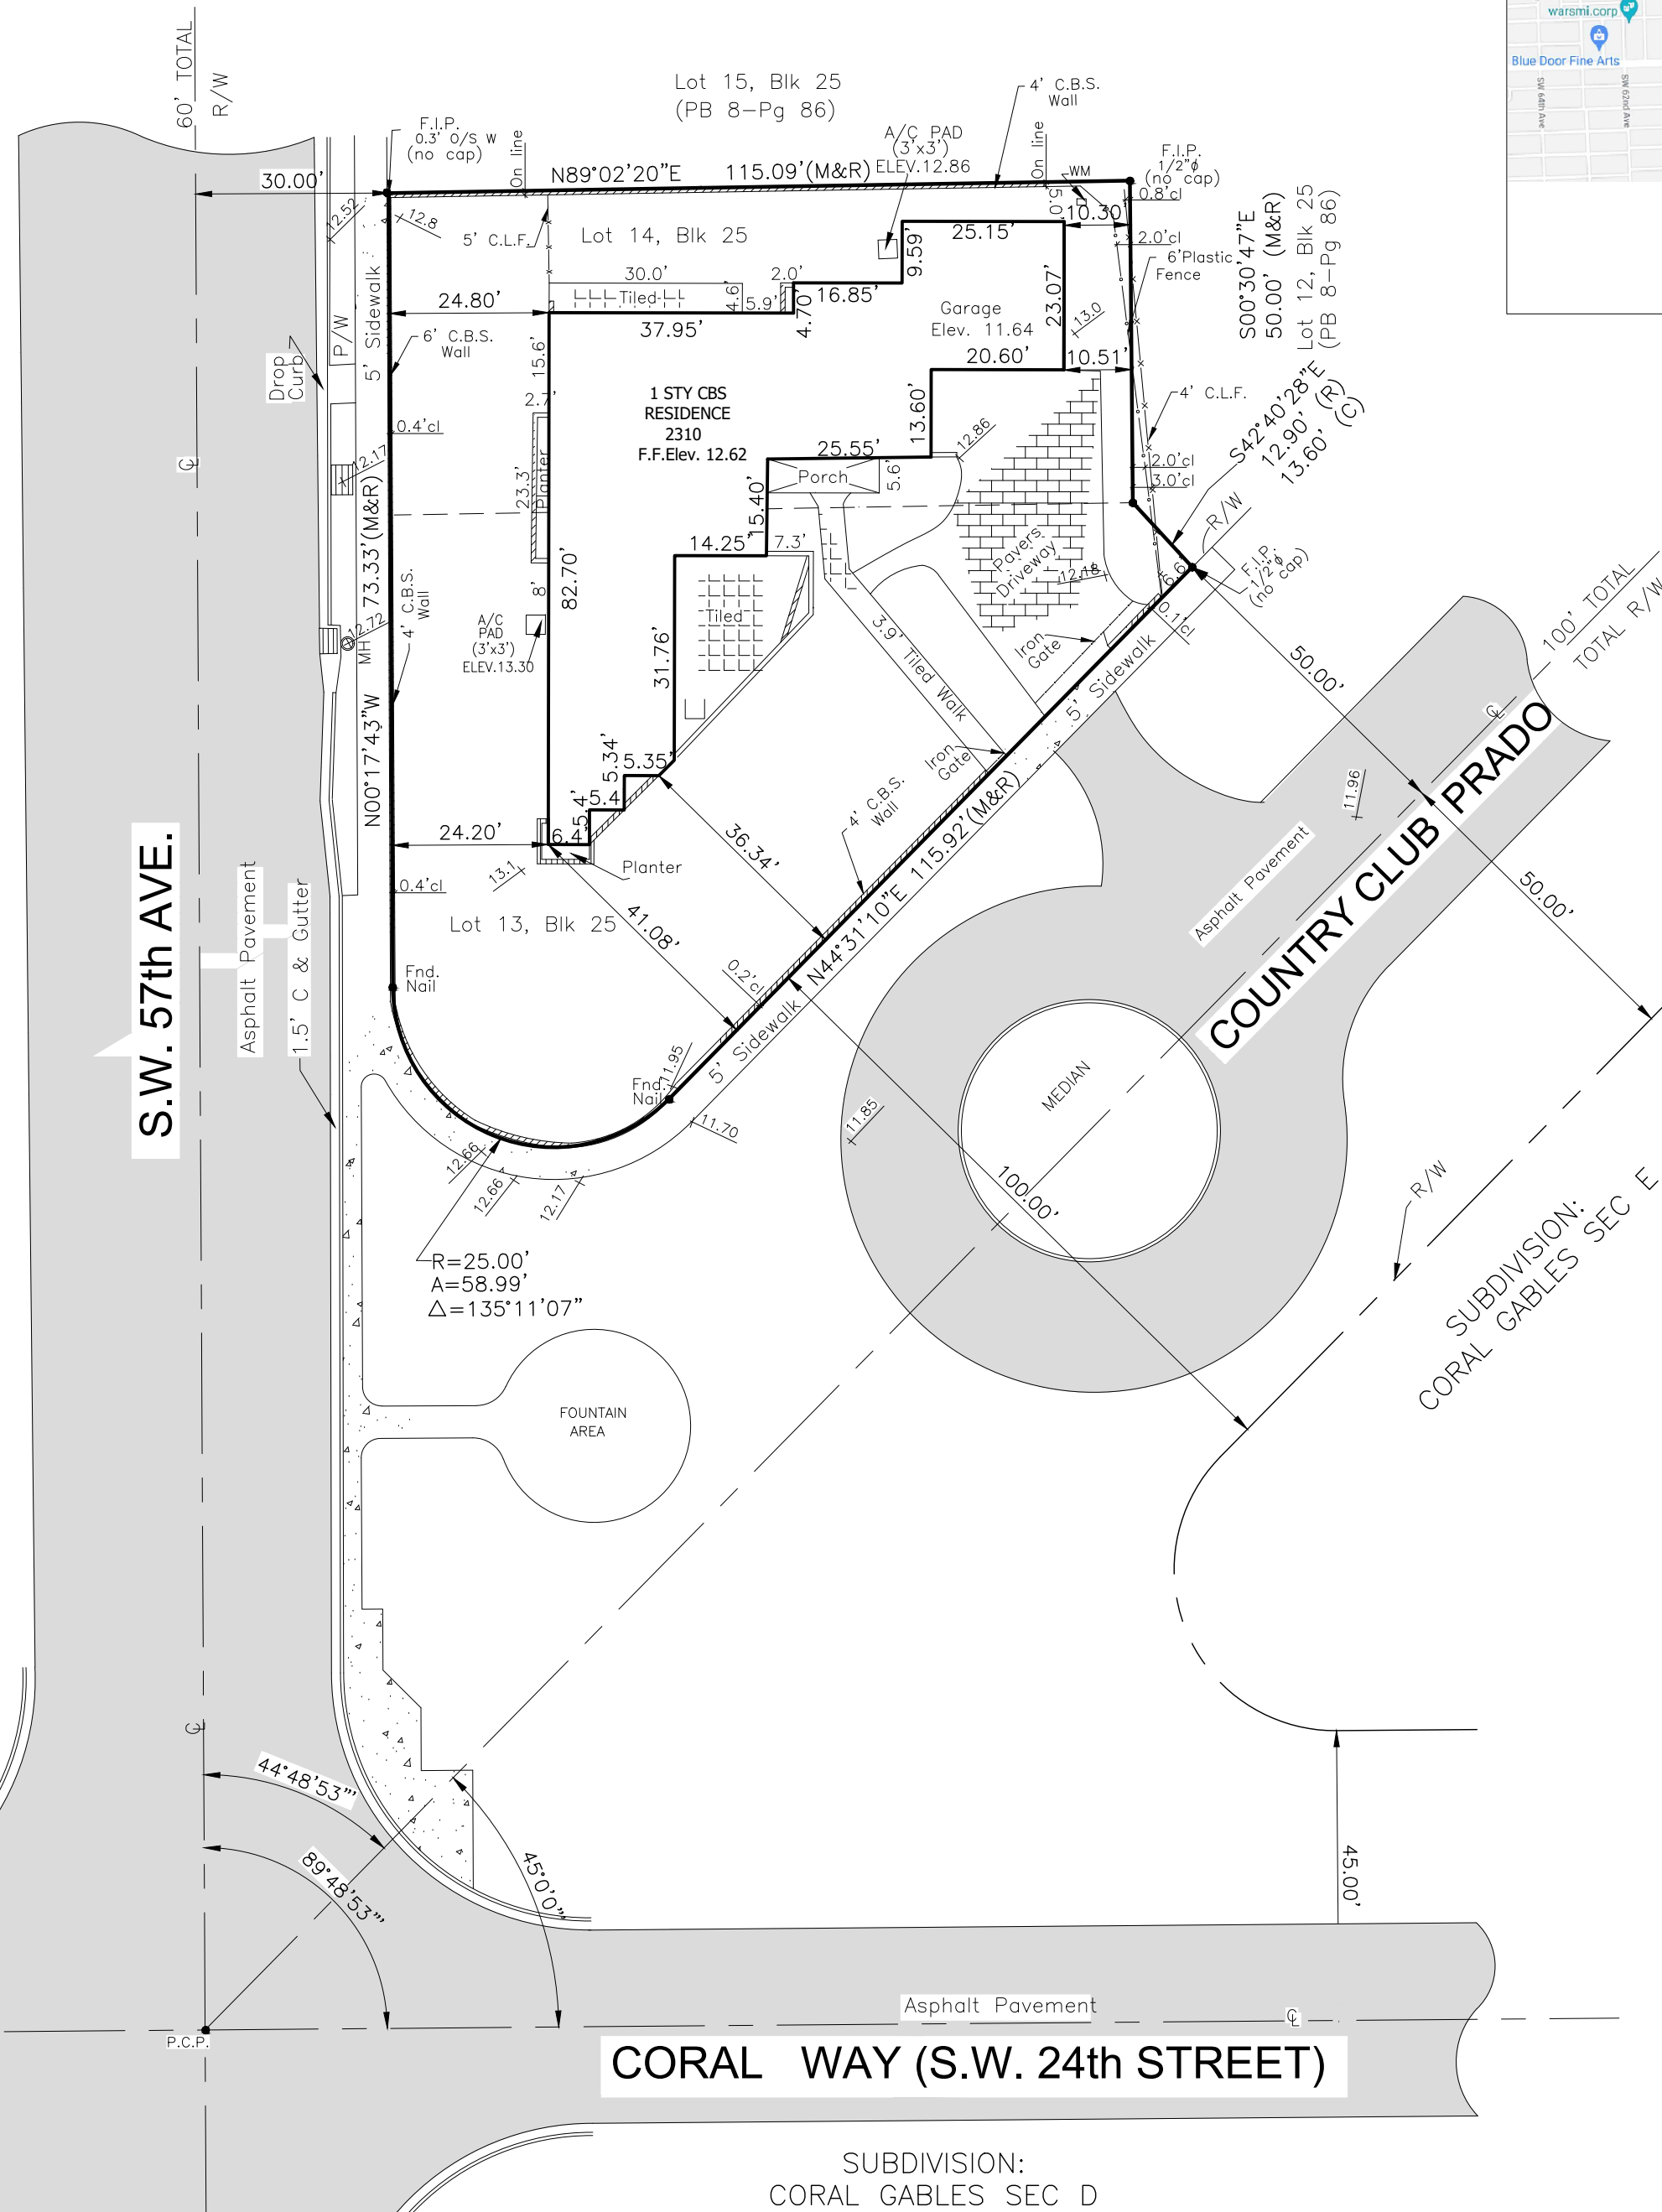 warsmi.corp
Blue Door Fine Arts
SW 64th Ave
SW 62nd Ave
60' TOTAL
R/W
Lot 15, Blk 25
(PB 8-Pg 86)
4' C.B.S.
Wall
F.I.P.
0.3' O/S W
(no cap)
On line
N89°02'20"E
115.09'(M&R)
A/C PAD
(3'x3')
ELEV.12.86
On line
WM
F.I.P.
1/2"ø
(no cap)
0.8'cl
30.00'
12.52
12.8
5' C.L.F.
Lot 14, Blk 25
5.0'
10.30'
25.15'
9.59'
2.0'cl
6'Plastic
Fence
S00°30'47"E
50.00' (M&R)
Lot 12, Blk 25
(PB 8-Pg 86)
30.0'
2.0'
Tiled
4.6'
5.9'
4.70'
16.85'
24.80'
37.95'
Garage
Elev. 11.64
23.07'
13.0
20.60'
10.51'
5' Sidewalk
P/W
6' C.B.S.
Wall
Drop
Curb
15.6'
2.7'
1 STY CBS
RESIDENCE
2310
F.F.Elev. 12.62
13.60'
12.86
4' C.L.F.
S42°40'28"E
12.90' (R)
13.60' (C)
0.4'cl
12.17
23.3'
Planter
25.55'
Porch
5.6'
15.40'
2.0'cl
3.0'cl
R/W
F.I.P.
1/2"ø
(no cap)
N00°17'43"W
73.33'(M&R)
14.25'
7.3'
Pavers
Driveway
12.18
6.6'
0.1'cl
8'
82.70'
A/C
PAD
(3'x3')
ELEV.13.30
4' C.B.S.
Wall
12.72
MH
Tiled
31.76'
3.9' Tiled Walk
Iron
Gate
5' Sidewalk
50.00'
100' TOTAL
TOTAL R/W
Iron
Gate
5.34'
5.35'
5.4'
5.4'
6.4'
24.20'
Planter
13.1
36.34'
4' C.B.S.
Wall
N44°31'10"E 115.92'(M&R)
11.96
Asphalt Pavement
COUNTRY CLUB PRADO
50.00'
0.4'cl
Lot 13, Blk 25
41.08'
0.2'cl
Fnd.
Nail
S.W. 57th AVE.
Asphalt Pavement
1.5' C & Gutter
11.95
Fnd.
Nail
5' Sidewalk
11.70
MEDIAN
11.85
12.66
12.66
12.17
100.00'
R/W
R=25.00'
A=58.99'
△=135°11'07"
SUBDIVISION:
CORAL GABLES SEC E
FOUNTAIN
AREA
44°48'53"'
89°48'53"'
45°0'0"'
45.00'
P.C.P.
Asphalt Pavement
CORAL WAY (S.W. 24th STREET)
SUBDIVISION:
CORAL GABLES SEC D